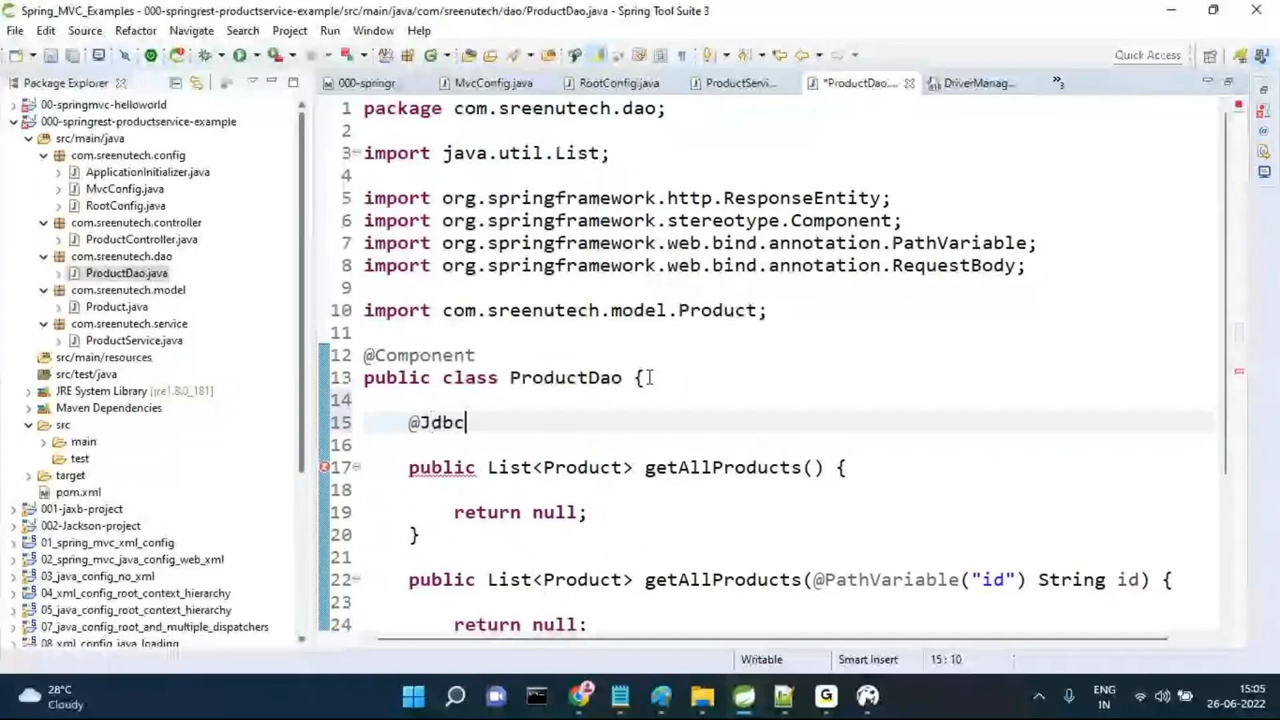 Spring_MVC_Examples - 000-springrest-productservice-example/src/main/java/com/sreenutech/dao/ProductDao.java - Spring Tool Suite 3
File Edit Source Refactor Navigate Search Project Run Window Help
Quick Access
Package Explorer
000-springr MvcConfig.java RootConfig.java ProductServi... *ProductDao.... DriverManag... »3
00-springmvc-helloworld
000-springrest-productservice-example
src/main/java
com.sreenutech.config
ApplicationInitializer.java
MvcConfig.java
RootConfig.java
com.sreenutech.controller
ProductController.java
com.sreenutech.dao
ProductDao.java
com.sreenutech.model
Product.java
com.sreenutech.service
ProductService.java
src/main/resources
src/test/java
JRE System Library [jre1.8.0_181]
Maven Dependencies
src
main
test
target
pom.xml
001-jaxb-project
002-Jackson-project
01_spring_mvc_xml_config
02_spring_mvc_java_config_web_xml
03_java_config_no_xml
04_xml_config_root_context_hierarchy
05_java_config_root_context_hierarchy
07_java_config_root_and_multiple_dispatchers
08_xml_config_java_loading
1 package com.sreenutech.dao;
2
3 import java.util.List;
4
5 import org.springframework.http.ResponseEntity;
6 import org.springframework.stereotype.Component;
7 import org.springframework.web.bind.annotation.PathVariable;
8 import org.springframework.web.bind.annotation.RequestBody;
9
10 import com.sreenutech.model.Product;
11
12 @Component
13 public class ProductDao {
14
15 @Jdbc
16
17 public List<Product> getAllProducts() {
18
19 return null;
20 }
21
22 public List<Product> getAllProducts(@PathVariable("id") String id) {
23
24 return null;
Writable Smart Insert 15 : 10
28°C
Cloudy
ENG
IN
15:05
26-06-2022